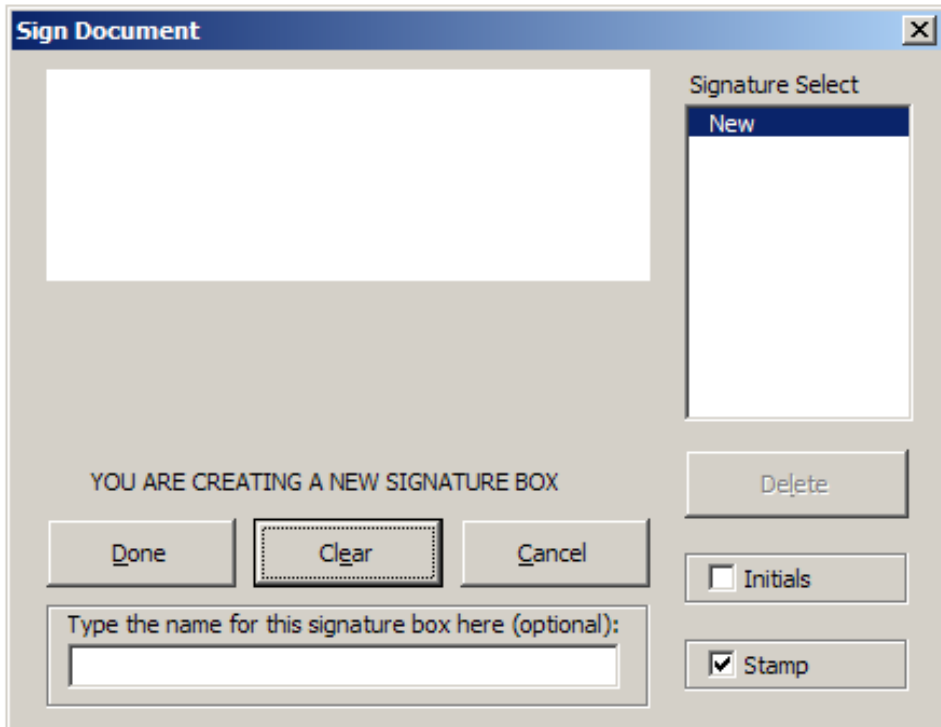 Sign Document
Signature Select
New
YOU ARE CREATING A NEW SIGNATURE BOX
Delete
Done
Clear
Cancel
Initials
Type the name for this signature box here (optional):
Stamp